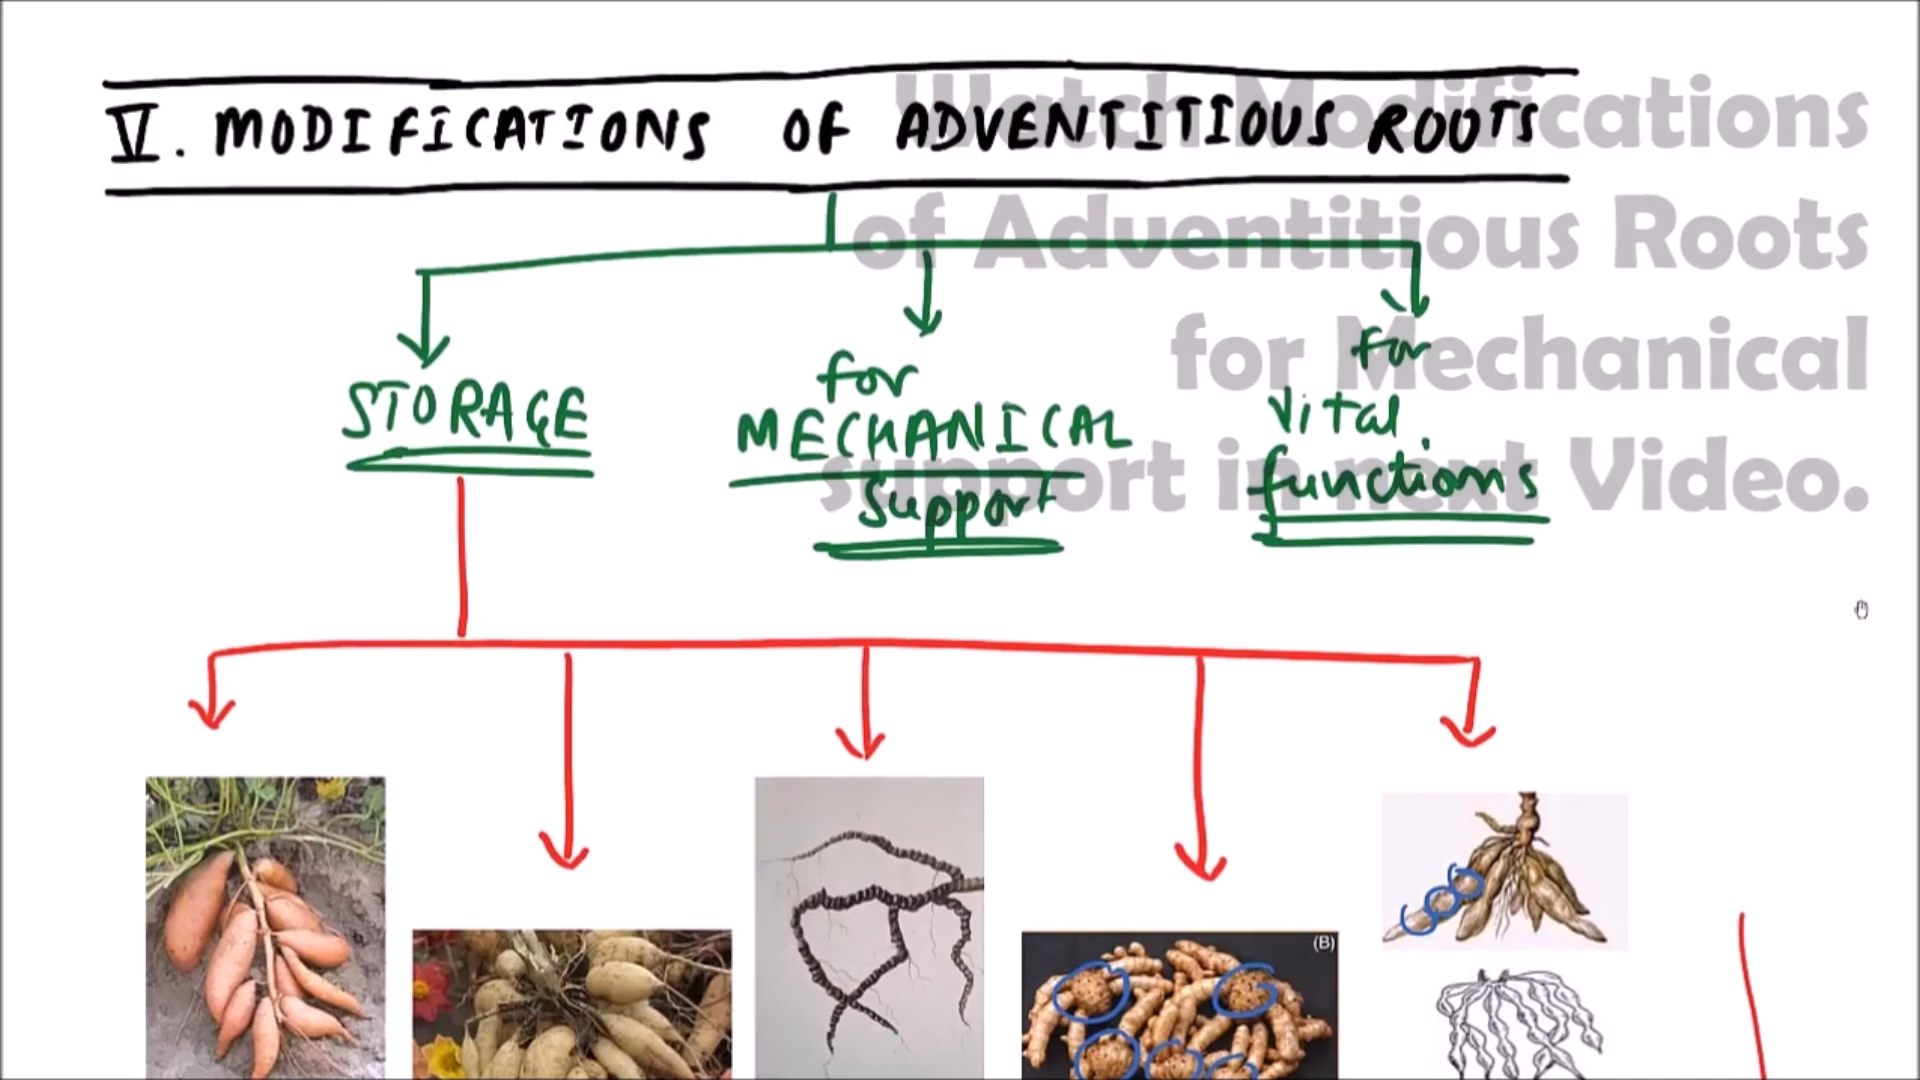 V. MODIFICATIONS OF ADVENTITIOUS ROOTS
Watch Modifications
of Adventitious Roots
for Mechanical
support in next Video.
STORAGE
for
MECHANICAL
Support
for
Vital
functions
(B)